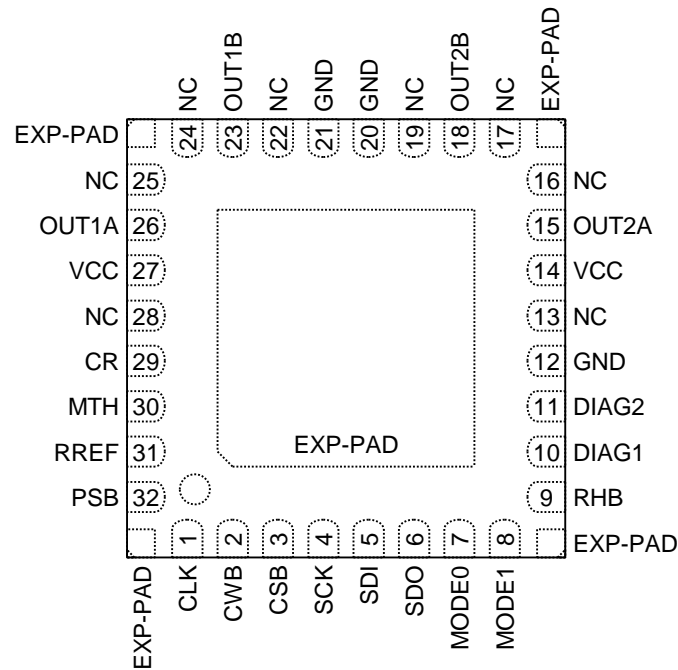 NC
OUT1B
NC
GND
GND
NC
OUT2B
NC
EXP-PAD
EXP-PAD
24
23
22
21
20
19
18
17
NC 25
16 NC
OUT1A 26
15 OUT2A
VCC 27
14 VCC
NC 28
13 NC
CR 29
12 GND
MTH 30
11 DIAG2
RREF 31
EXP-PAD
10 DIAG1
PSB 32
9 RHB
1
2
3
4
5
6
7
8
EXP-PAD
EXP-PAD
CLK
CWB
CSB
SCK
SDI
SDO
MODE0
MODE1